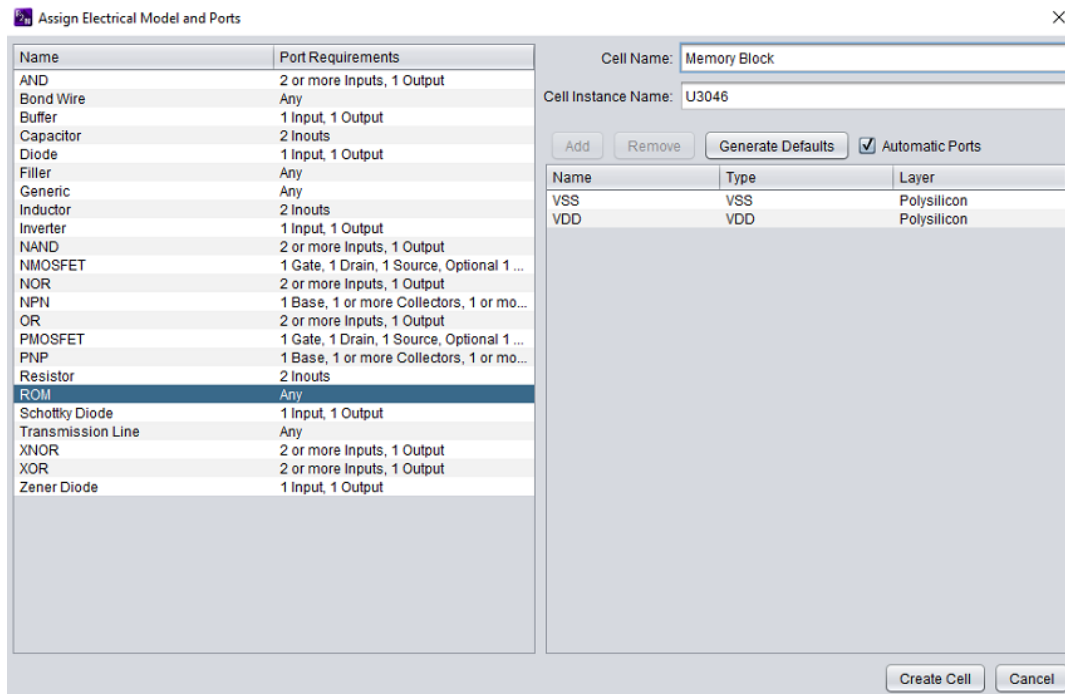 Assign Electrical Model and Ports
Name Port Requirements
AND 2 or more Inputs, 1 Output
Bond Wire Any
Buffer 1 Input, 1 Output
Capacitor 2 Inouts
Diode 1 Input, 1 Output
Filler Any
Generic Any
Inductor 2 Inouts
Inverter 1 Input, 1 Output
NAND 2 or more Inputs, 1 Output
NMOSFET 1 Gate, 1 Drain, 1 Source, Optional 1 ...
NOR 2 or more Inputs, 1 Output
NPN 1 Base, 1 or more Collectors, 1 or mo...
OR 2 or more Inputs, 1 Output
PMOSFET 1 Gate, 1 Drain, 1 Source, Optional 1 ...
PNP 1 Base, 1 or more Collectors, 1 or mo...
Resistor 2 Inouts
ROM Any
Schottky Diode 1 Input, 1 Output
Transmission Line Any
XNOR 2 or more Inputs, 1 Output
XOR 2 or more Inputs, 1 Output
Zener Diode 1 Input, 1 Output
Cell Name: Memory Block
Cell Instance Name: U3046
Add Remove Generate Defaults Automatic Ports
Name Type Layer
VSS VSS Polysilicon
VDD VDD Polysilicon
Create Cell Cancel